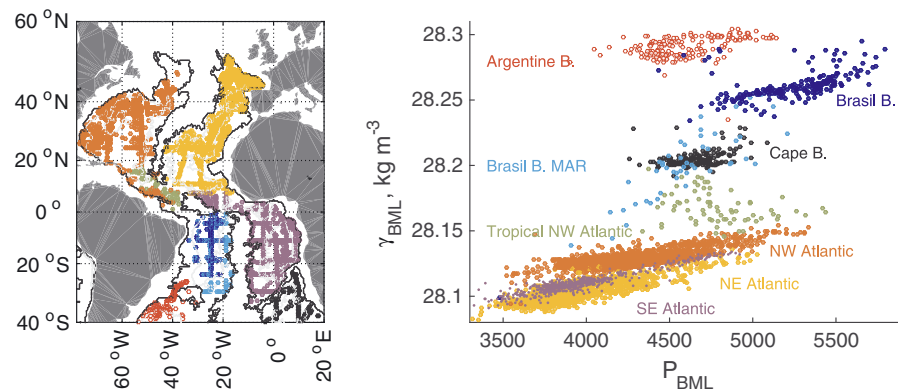 60 °N
40 °N
20 °N
0 °
20 °S
40 °S
60 °W
40 °W
20 °W
0 °
20 °E
28.3
28.25
28.2
28.15
28.1
γBML, kg m-3
Argentine B.
Brasil B.
Cape B.
Brasil B. MAR
Tropical NW Atlantic
NW Atlantic
NE Atlantic
SE Atlantic
3500 4000 4500 5000 5500
PBML